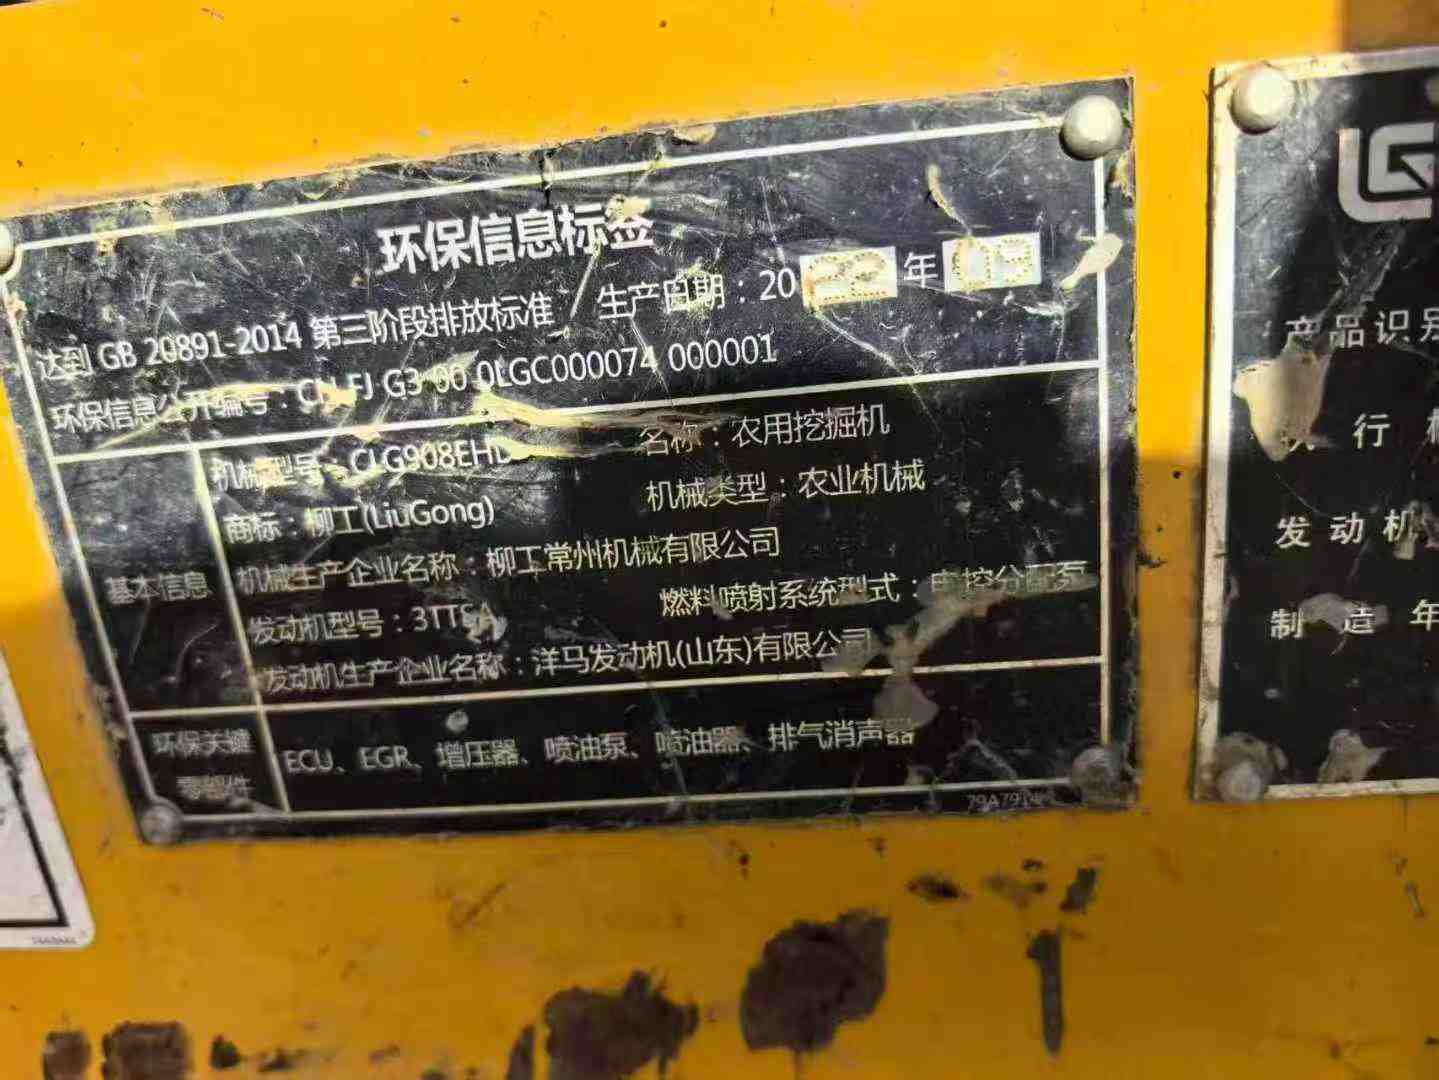 环保信息标签
达到 GB 20891-2014 第三阶段排放标准 生产日期：2022年
环保信息公开编号：CN FJ G3 00 0LGC000074 000001
基本信息
机械型号：CLG908EHD 名称：农用挖掘机
商标：柳工(LiuGong) 机械类型：农业机械
机械生产企业名称：柳工常州机械有限公司
发动机型号：燃料喷射系统型式：电控分配泵
发动机生产企业名称：洋马发动机(山东)有限公司
环保关键
零部件
ECU、EGR、增压器、喷油泵、喷油器、排气消声器
产品识别
行
发动机
制造年